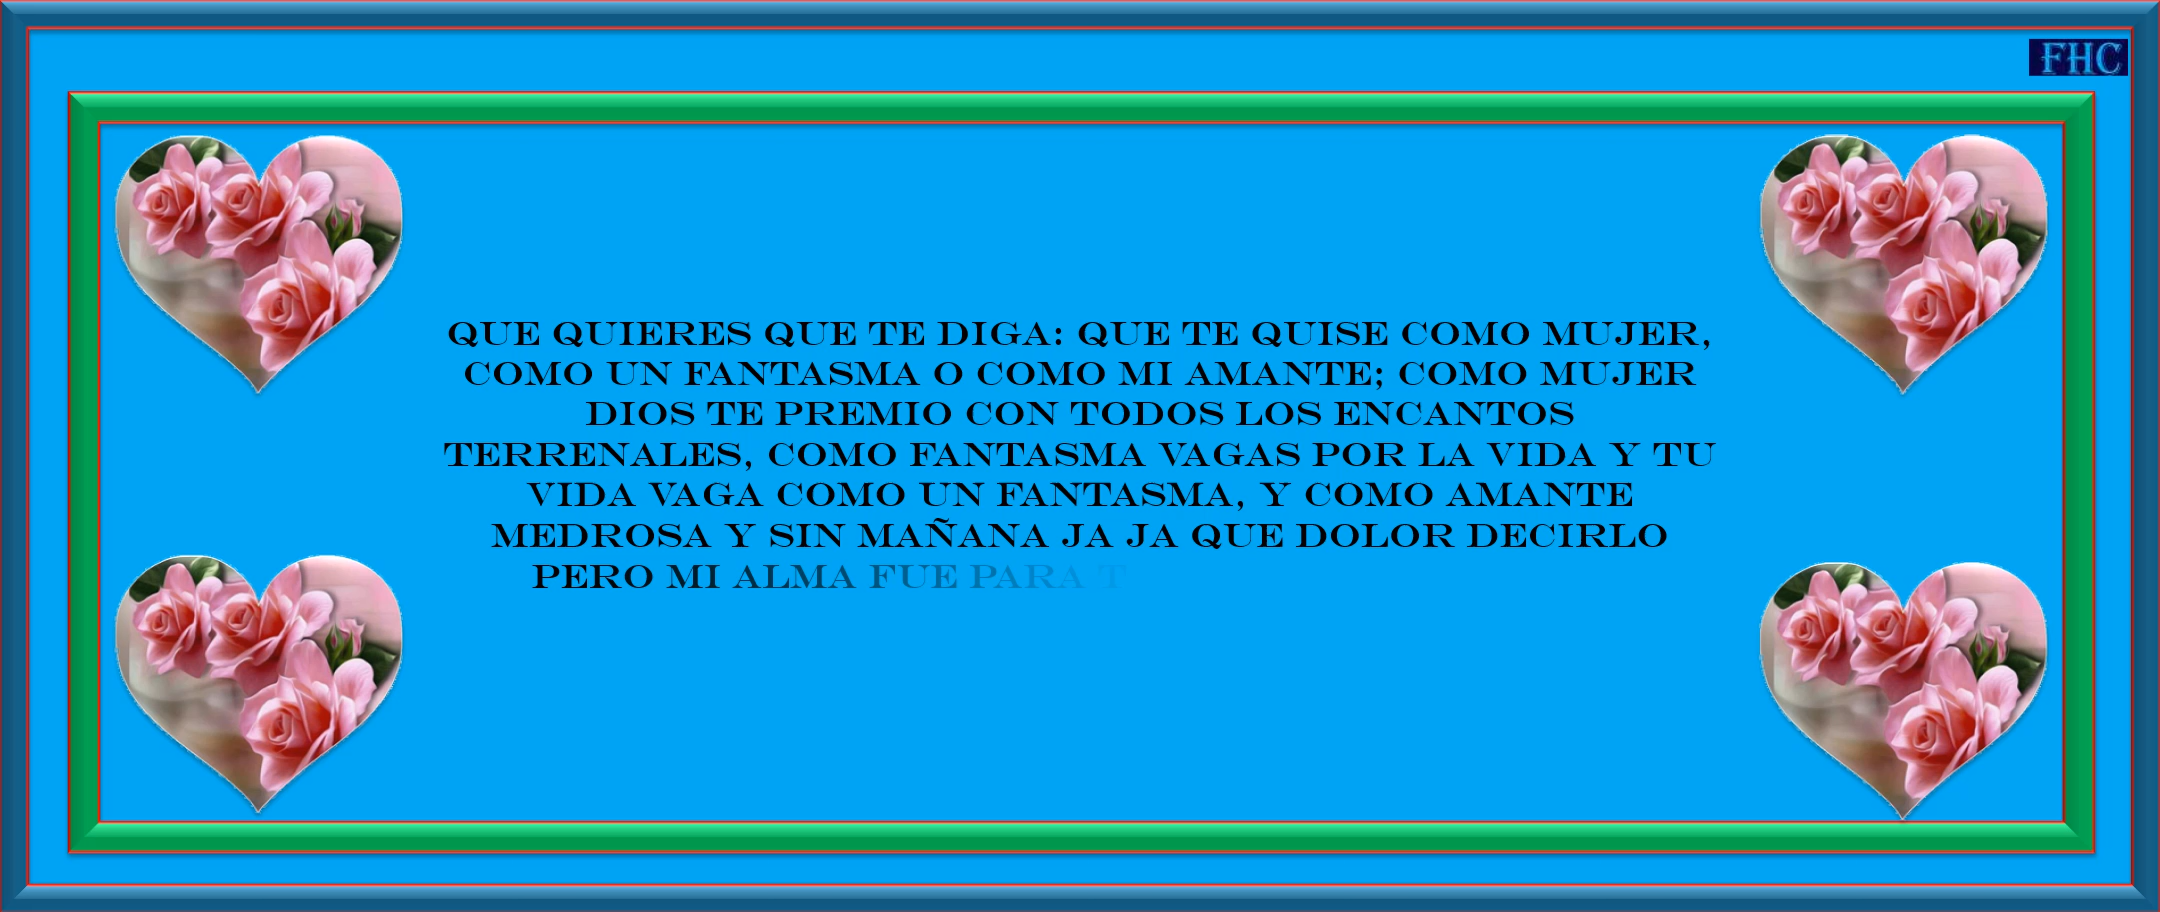 FHC
QUE QUIERES QUE TE DIGA: QUE TE QUISE COMO MUJER,
COMO UN FANTASMA O COMO MI AMANTE; COMO MUJER
DIOS TE PREMIO CON TODOS LOS ENCANTOS
TERRENALES, COMO FANTASMA VAGAS POR LA VIDA Y TU
VIDA VAGA COMO UN FANTASMA, Y COMO AMANTE
MEDROSA Y SIN MAÑANA JA JA QUE DOLOR DECIRLO
PERO MI ALMA FUE PARA T